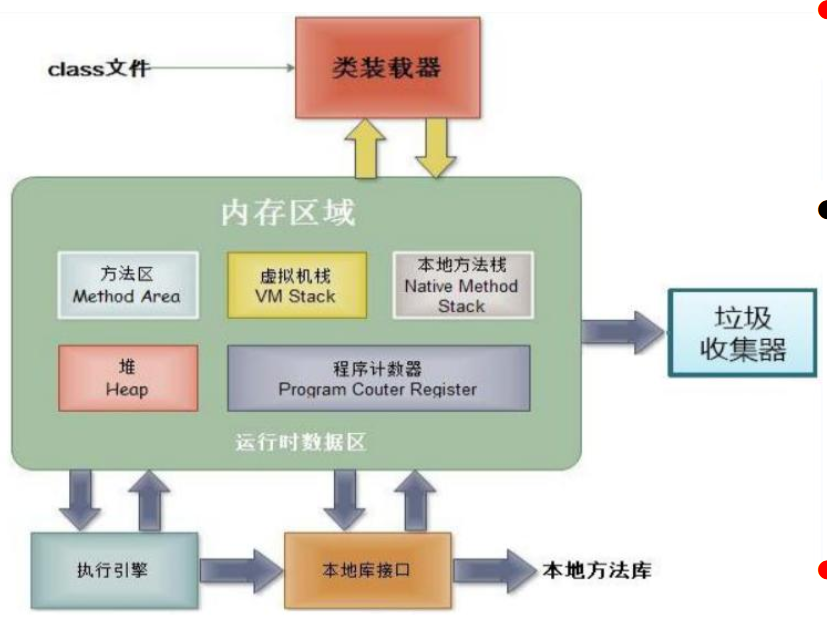 class文件
类装载器
内存区域
方法区
Method Area
虚拟机栈
VM Stack
本地方法栈
Native Method
Stack
堆
Heap
程序计数器
Program Couter Register
运行时数据区
垃圾
收集器
执行引擎
本地库接口
本地方法库